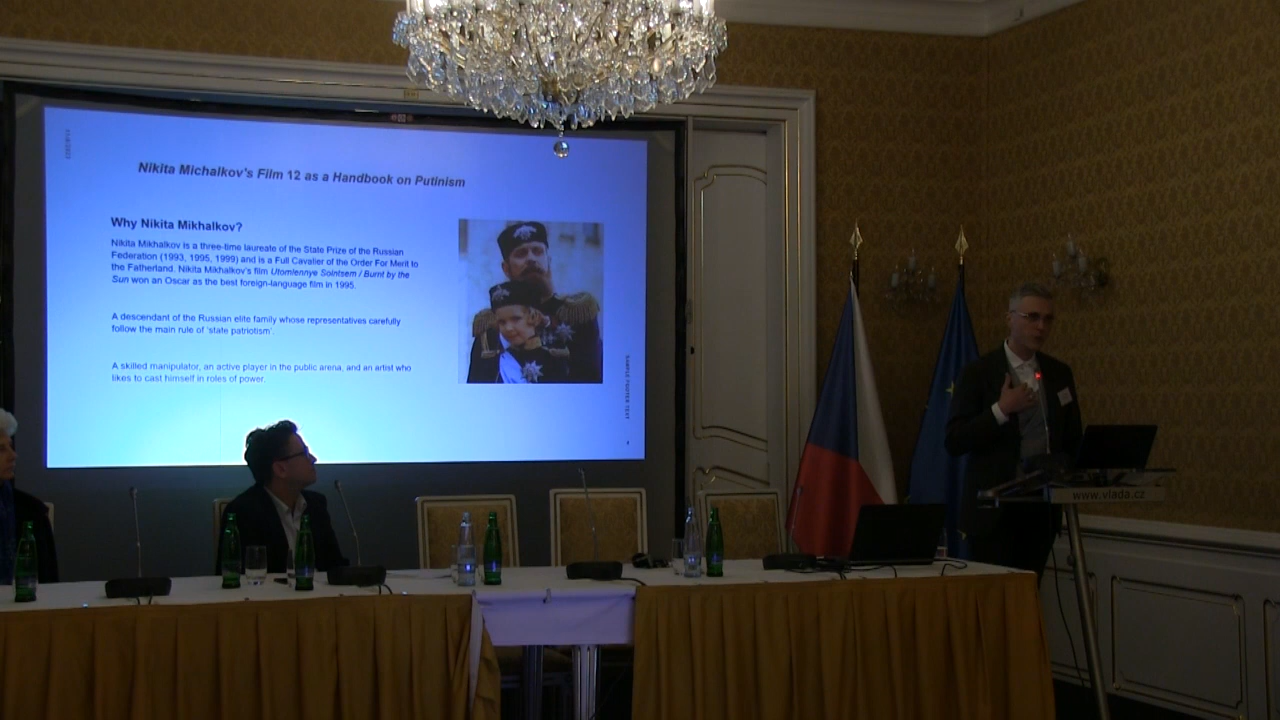 Nikita Michalkov's Film 12 as a Handbook on Putinism
Why Nikita Mikhalkov?
Nikita Mikhalkov is a three-time laureate of the State Prize of the Russian
Federation (1993, 1995, 1999) and is a Full Cavalier of the Order For Merit to
the Fatherland. Nikita Mikhalkov's film Utomlennye Solntsem / Burnt by the
Sun won an Oscar as the best foreign-language film in 1995.
A descendant of the Russian elite family whose representatives carefully
follow the main rule of 'state patriotism'.
A skilled manipulator, an active player in the public arena, and an artist who
likes to cast himself in roles of power.
SAMPLE FOOTER TEXT
www.vlada.cz